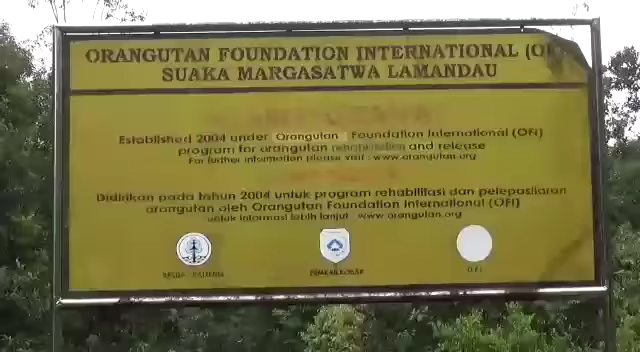 ORANGUTAN FOUNDATION INTERNATIONAL (OF
SUAKA MARGASATWA LAMANDAU
Established 2004 under Orangutan Foundation International (OFI)
program for orangutan rehabilitation and release
For further information please visit : www.orangutan.org
Didirikan pada tahun 2004 untuk program rehabilitasi dan pelepasliaran
orangutan oleh Orangutan Foundation International (OFI)
untuk informasi lebih lanjut : www.orangutan.org
OFI